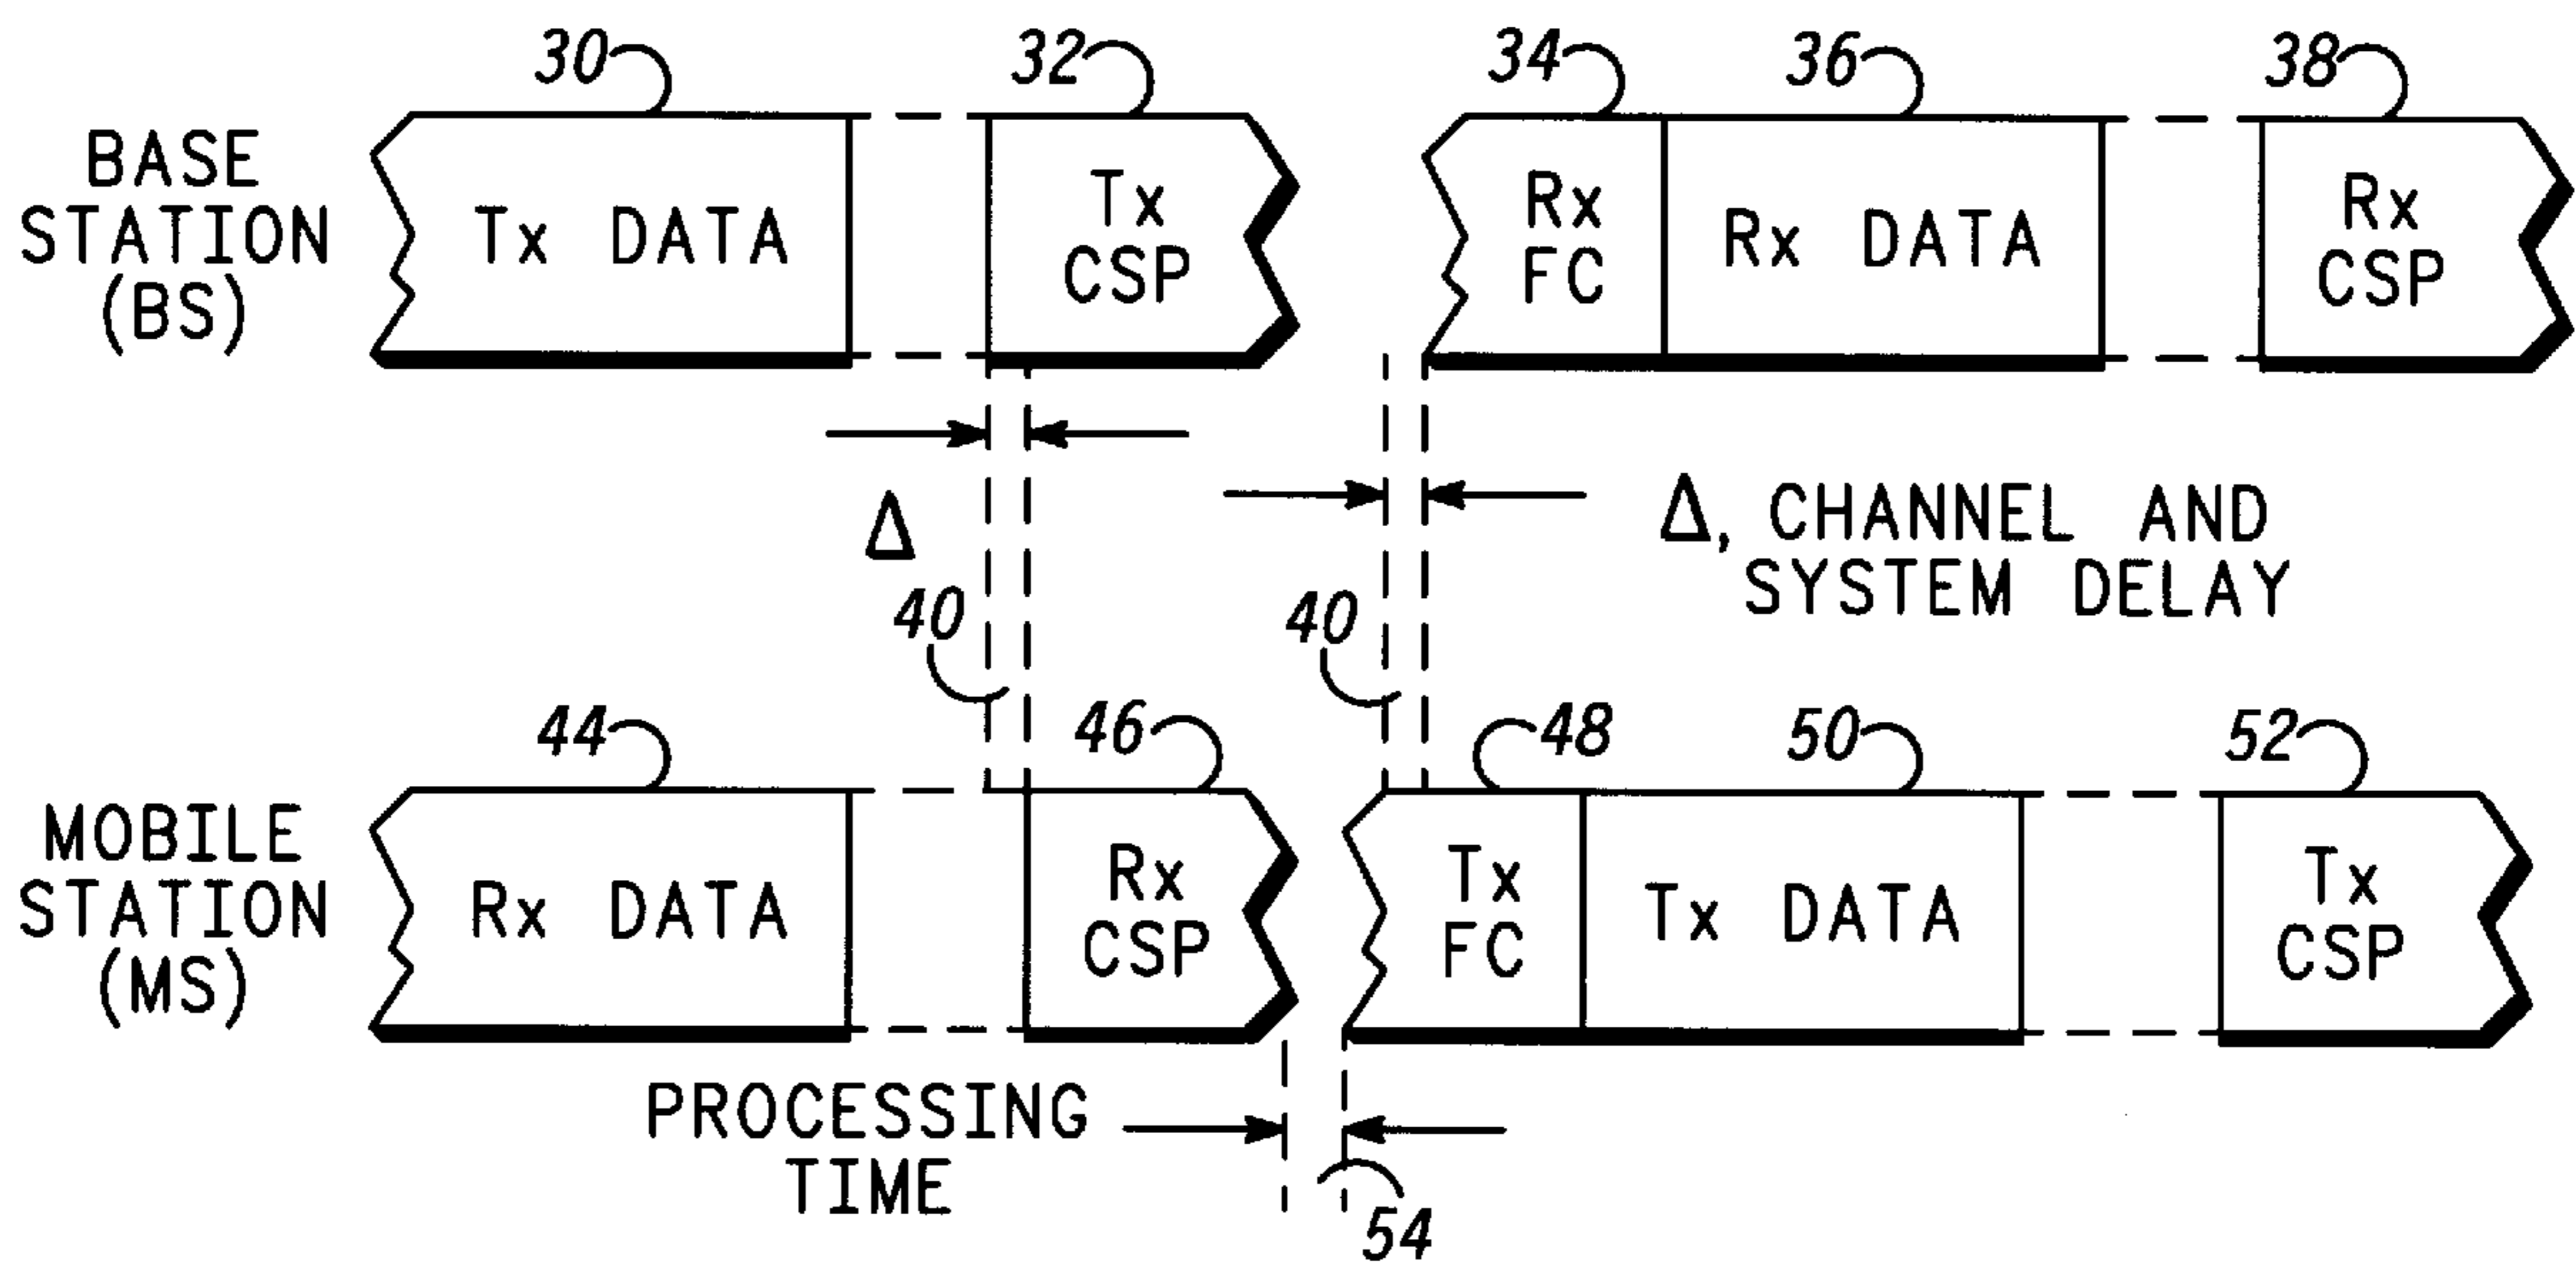 30
32
34
36
38
BASE
STATION
(BS)
Tx DATA
Tx
CSP
Rx
FC
Rx DATA
Rx
CSP
Δ
Δ, CHANNEL AND
SYSTEM DELAY
40
40
44
46
48
50
52
MOBILE
STATION
(MS)
Rx DATA
Rx
CSP
Tx
FC
Tx DATA
Tx
CSP
PROCESSING
TIME
54